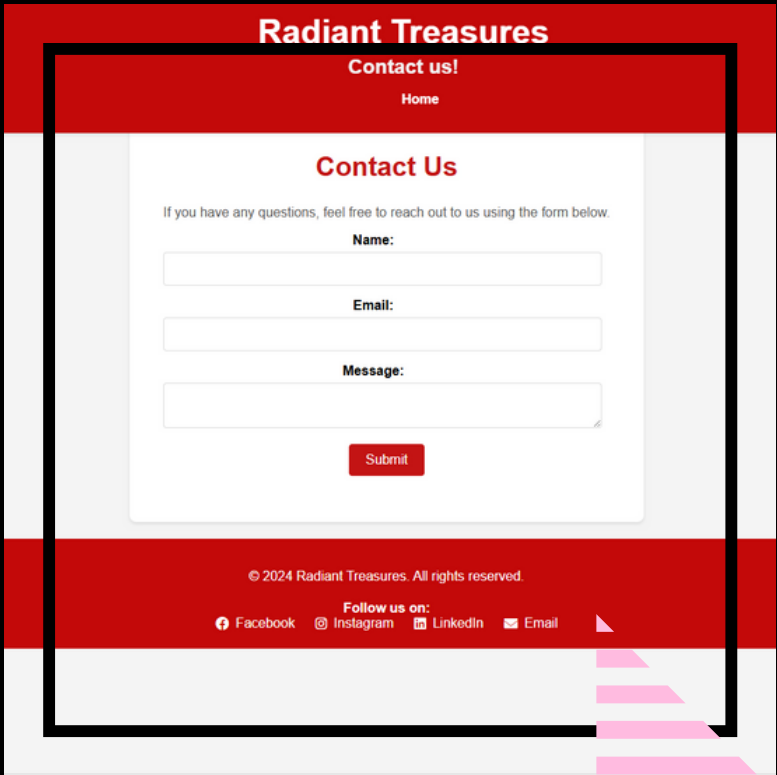 Radiant Treasures
Contact us!
Home
Contact Us
If you have any questions, feel free to reach out to us using the form below.
Name:
Email:
Message:
Submit
© 2024 Radiant Treasures. All rights reserved.
Follow us on:
Facebook Instagram LinkedIn Email